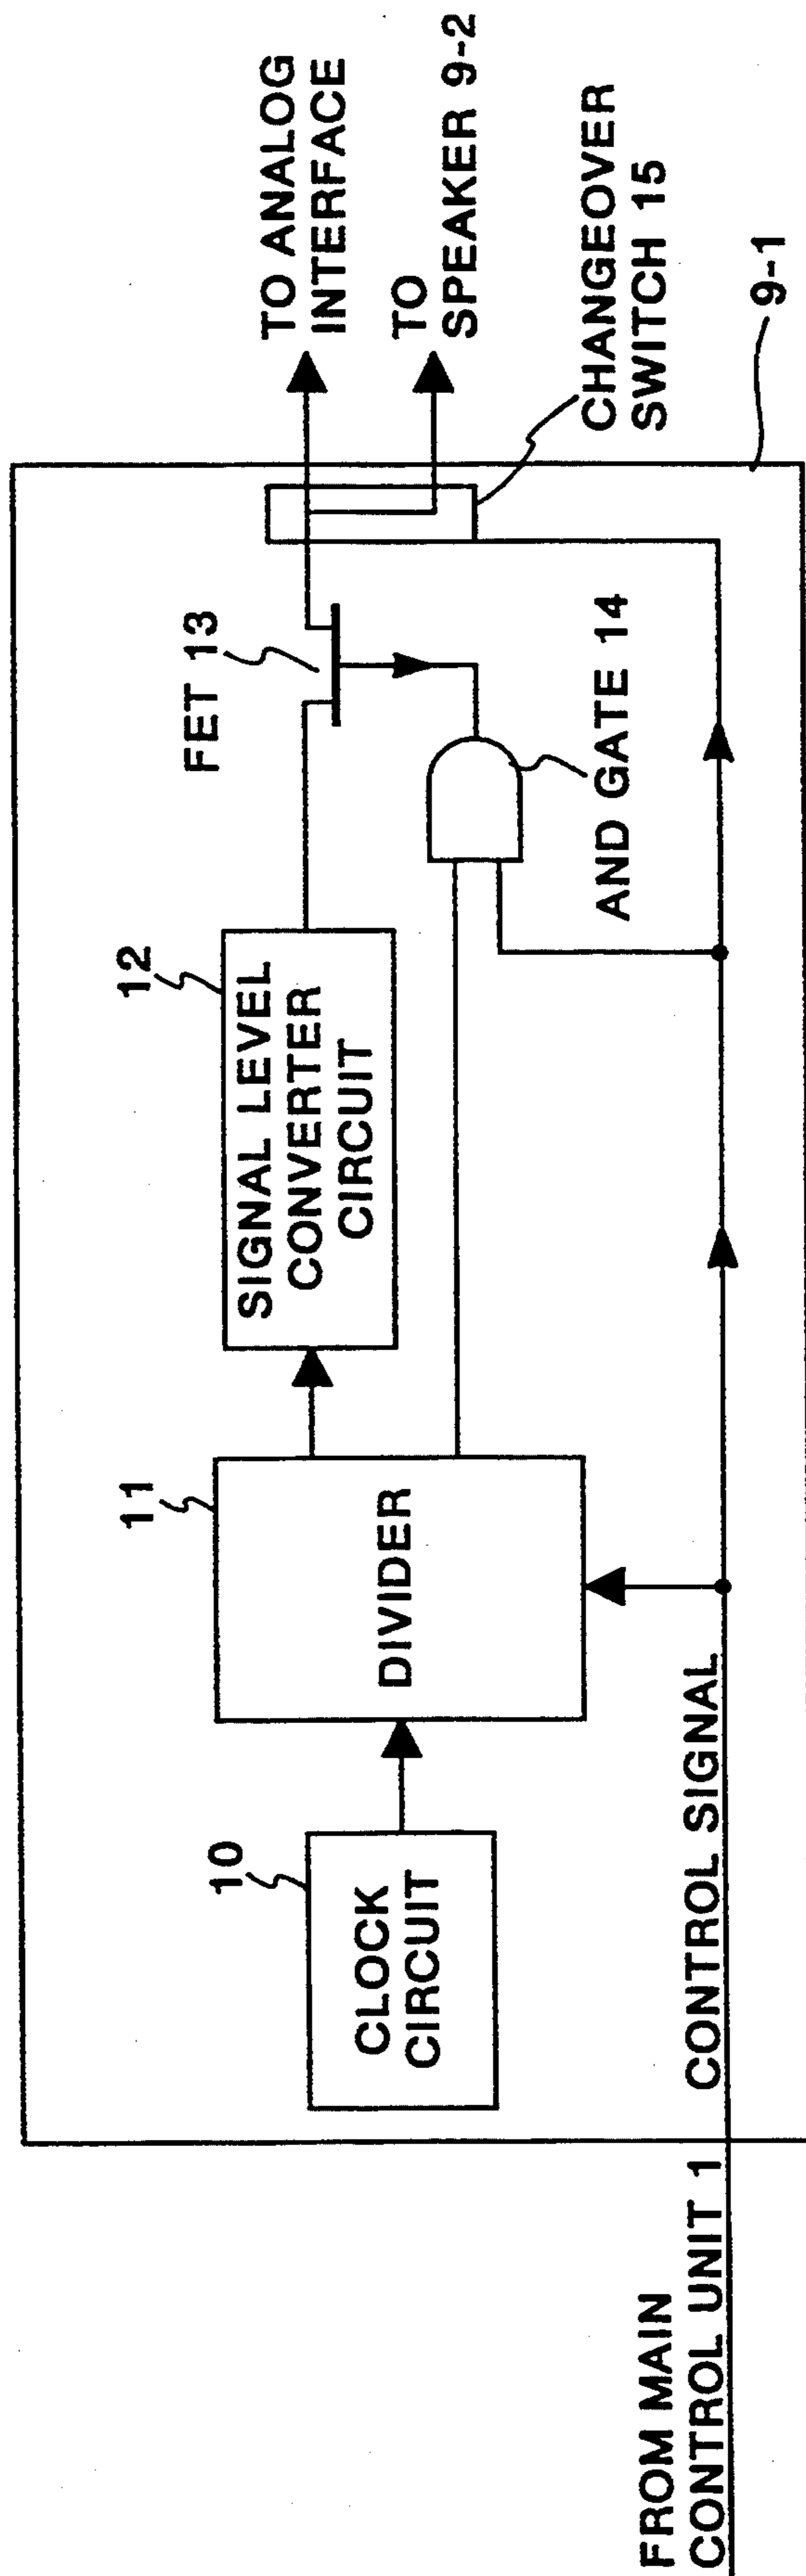 FROM MAIN
CONTROL UNIT 1
CONTROL SIGNAL
10
CLOCK
CIRCUIT
11
DIVIDER
12
SIGNAL LEVEL
CONVERTER
CIRCUIT
FET 13
AND GATE 14
TO ANALOG
INTERFACE
TO
SPEAKER 9-2
CHANGEOVER
SWITCH 15
9-1